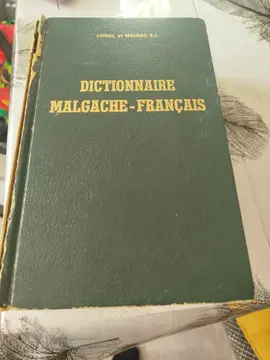 ABINAL et MALZAC S.J.
DICTIONNAIRE
MALGACHE-FRANÇAIS